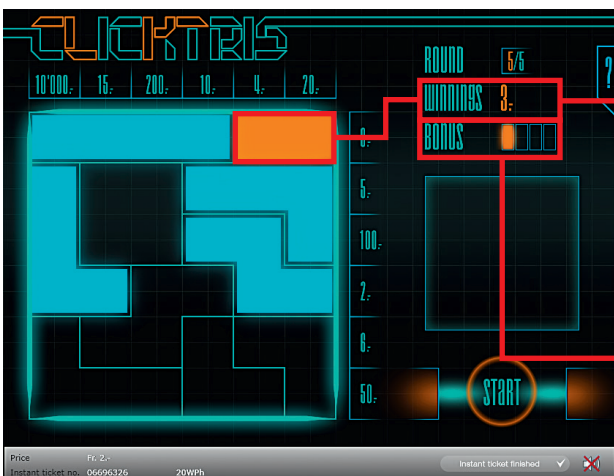 CLICKTRIS
10'000.- 15.- 200.- 10.- 4.- 20.-
ROUND 5/5
?
WINNINGS 3.-
BONUS
5.-
100.-
2.-
6.-
50.-
START
Price Fr. 2.-
Instant ticket no. 06696326 20WPh
Instant ticket finished